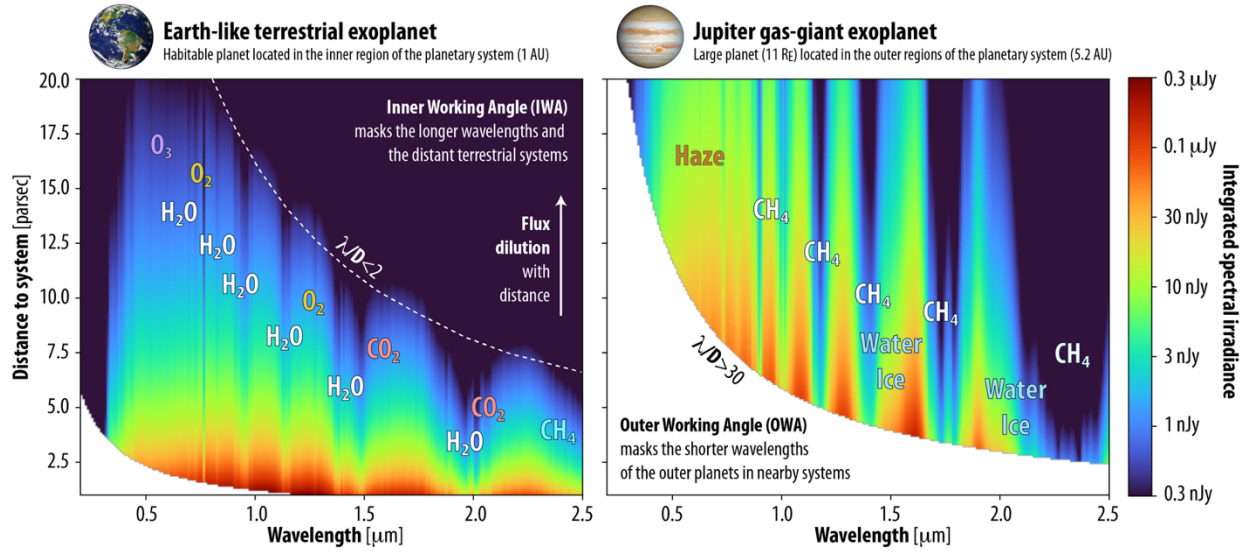 Earth-like terrestrial exoplanet
Habitable planet located in the inner region of the planetary system (1 AU)
20.0
17.5
15.0
12.5
10.0
7.5
5.0
2.5
Distance to system [parsec]
Inner Working Angle (IWA)
masks the longer wavelengths and
the distant terrestrial systems
Flux
dilution
with
distance
λ/D<2
O₃
O₂
H₂O
H₂O
H₂O
O₂
H₂O
CO₂
H₂O
CO₂
H₂O
CH₄
0.5
1.0
1.5
2.0
2.5
Wavelength [μm]
Jupiter gas-giant exoplanet
Large planet (11 RE) located in the outer regions of the planetary system (5.2 AU)
Haze
CH₄
CH₄
CH₄
CH₄
Water
Ice
CH₄
Water
Ice
λ/D>30
Outer Working Angle (OWA)
masks the shorter wavelengths
of the outer planets in nearby systems
0.5
1.0
1.5
2.0
2.5
Wavelength [μm]
0.3 μJy
0.1 μJy
30 nJy
10 nJy
3 nJy
1 nJy
0.3 nJy
Integrated spectral irradiance